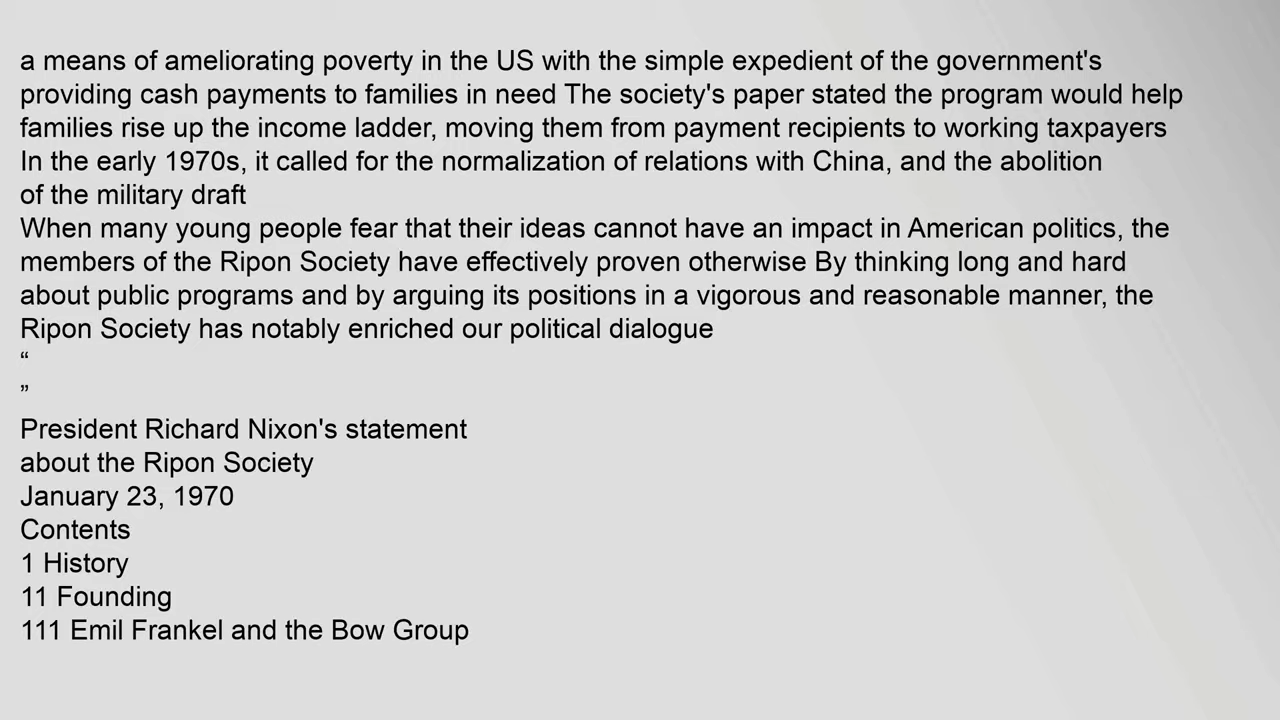 a means of ameliorating poverty in the US with the simple expedient of the government's
providing cash payments to families in need The society's paper stated the program would help
families rise up the income ladder, moving them from payment recipients to working taxpayers
In the early 1970s, it called for the normalization of relations with China, and the abolition
of the military draft
When many young people fear that their ideas cannot have an impact in American politics, the
members of the Ripon Society have effectively proven otherwise By thinking long and hard
about public programs and by arguing its positions in a vigorous and reasonable manner, the
Ripon Society has notably enriched our political dialogue
“
”
President Richard Nixon's statement
about the Ripon Society
January 23, 1970
Contents
1 History
11 Founding
111 Emil Frankel and the Bow Group